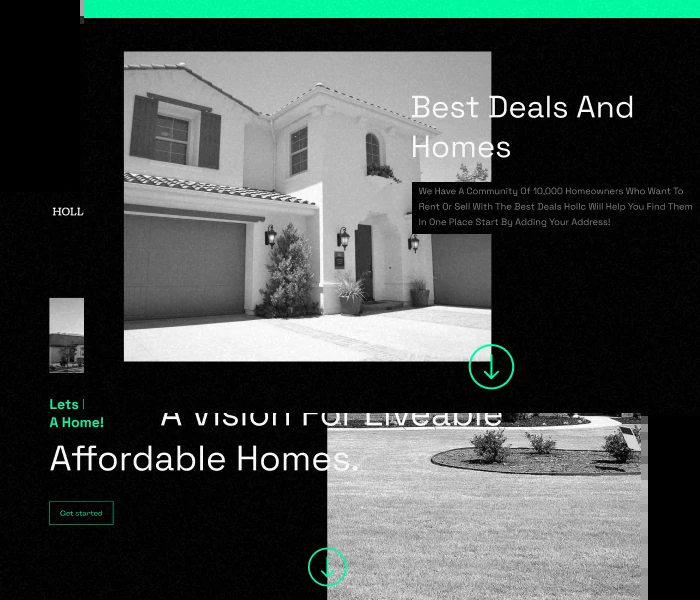 Best Deals And
Homes
We Have A Community Of 10,000 Homeowners Who Want To
Rent Or Sell With The Best Deals Hollc Will Help You Find Them
In One Place Start By Adding Your Address!
HOLL
Lets
A Home!
A Vision For Liveable
Affordable Homes.
Get started